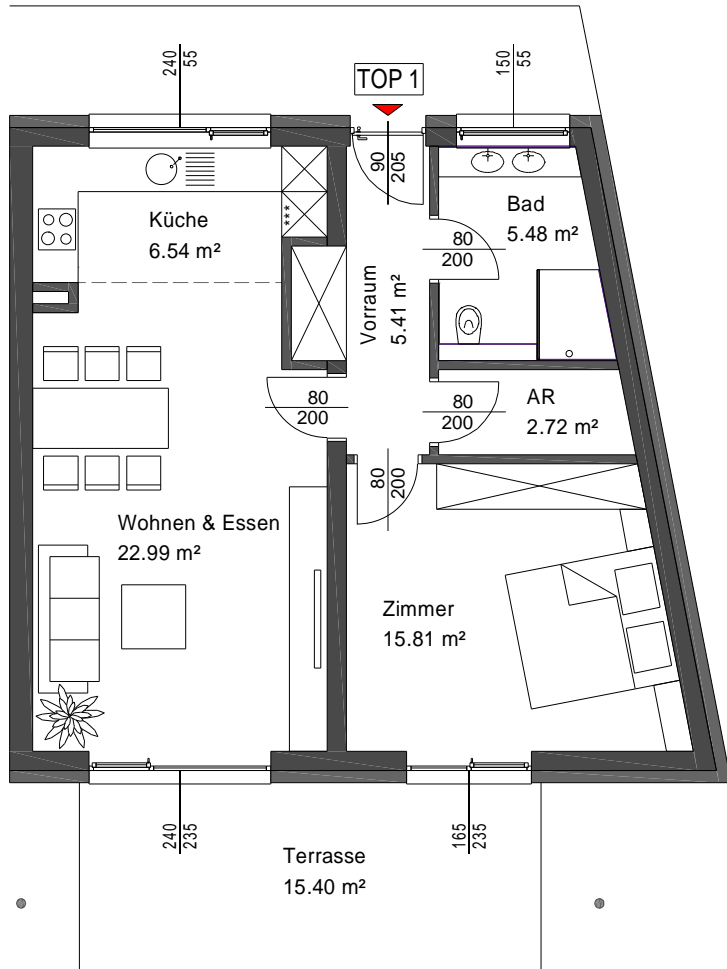 240
55
TOP 1
150
55
90
205
Küche
6.54 m²
***
Bad
5.48 m²
80
200
Vorraum
5.41 m²
80
200
80
200
AR
2.72 m²
80
200
Wohnen & Essen
22.99 m²
Zimmer
15.81 m²
240
235
165
235
Terrasse
15.40 m²